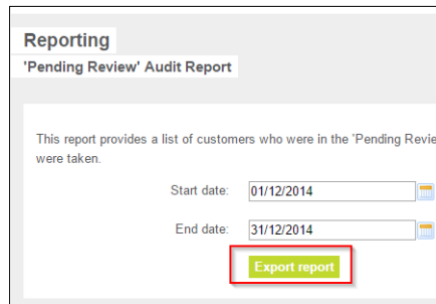 Reporting
'Pending Review' Audit Report
This report provides a list of customers who were in the 'Pending
were taken.
Start date: 01/12/2014
End date: 31/12/2014
Export report